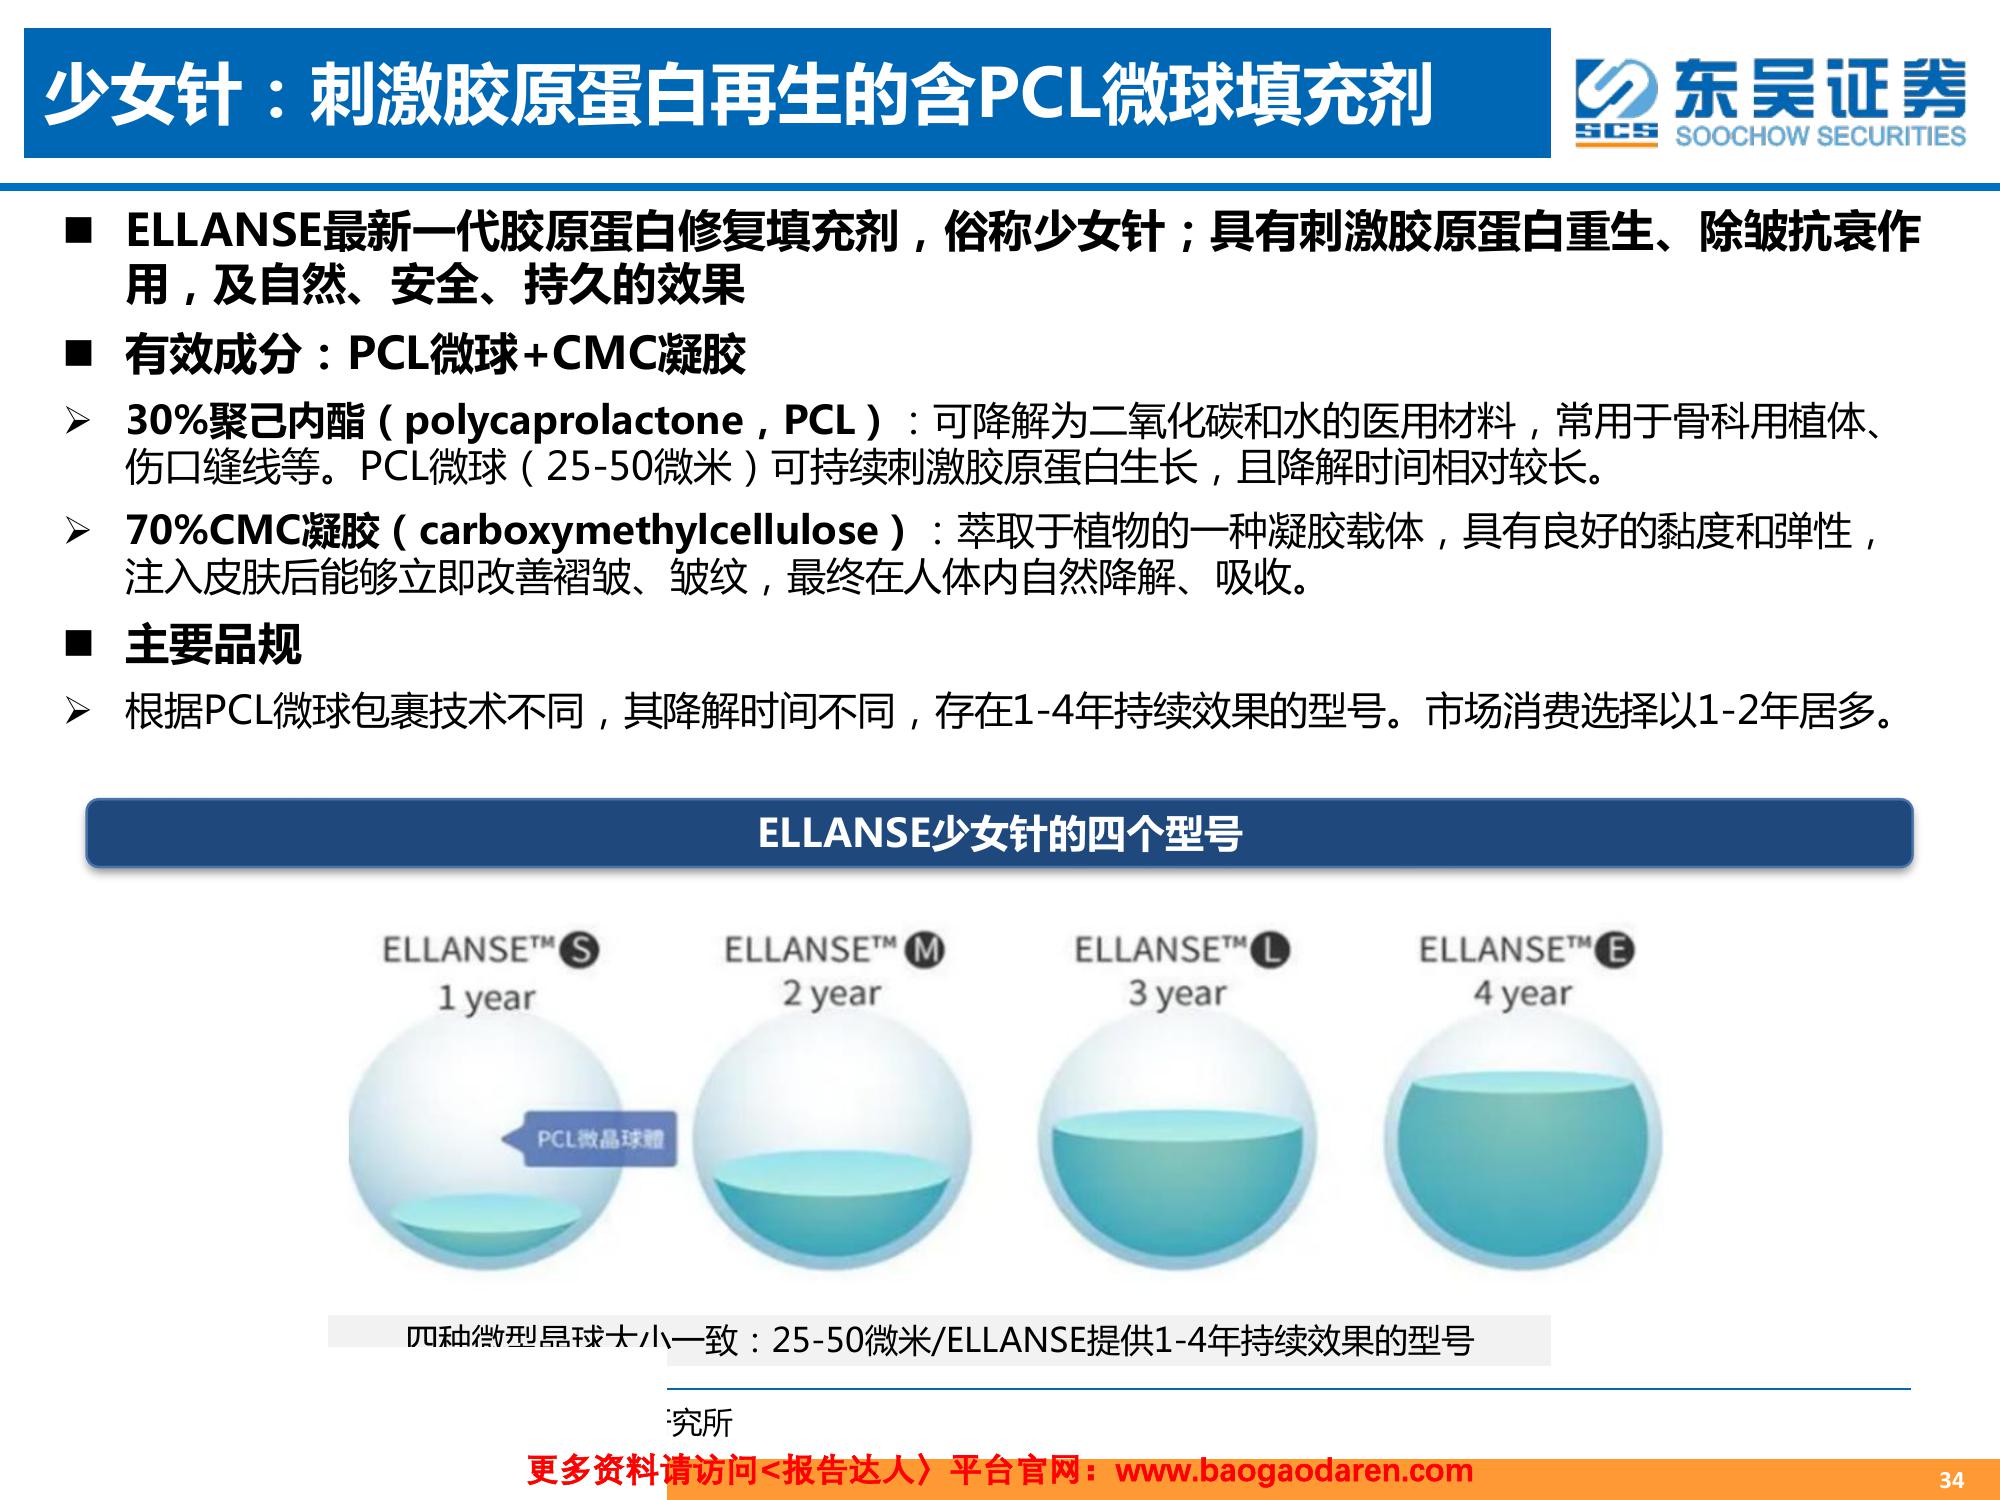 少女针：刺激胶原蛋白再生的含PCL微球填充剂
东吴证券
SCS
SOOCHOW SECURITIES
■ ELLANSE最新一代胶原蛋白修复填充剂，俗称少女针；具有刺激胶原蛋白重生、除皱抗衰作
用，及自然、安全、持久的效果
■ 有效成分：PCL微球+CMC凝胶
➢ 30%聚己内酯（polycaprolactone，PCL）：可降解为二氧化碳和水的医用材料，常用于骨科用植体、
伤口缝线等。PCL微球（25-50微米）可持续刺激胶原蛋白生长，且降解时间相对较长。
➢ 70%CMC凝胶（carboxymethylcellulose）：萃取于植物的一种凝胶载体，具有良好的黏度和弹性，
注入皮肤后能够立即改善褶皱、皱纹，最终在人体内自然降解、吸收。
■ 主要品规
➢ 根据PCL微球包裹技术不同，其降解时间不同，存在1-4年持续效果的型号。市场消费选择以1-2年居多。
ELLANSE少女针的四个型号
ELLANSE™ S
1 year
ELLANSE™ M
2 year
ELLANSE™ L
3 year
ELLANSE™ E
4 year
PCL微晶球體
四种微型晶球大小一致：25-50微米/ELLANSE提供1-4年持续效果的型号
究所
更多资料请访问<报告达人〉平台官网：www.baogaodaren.com
34